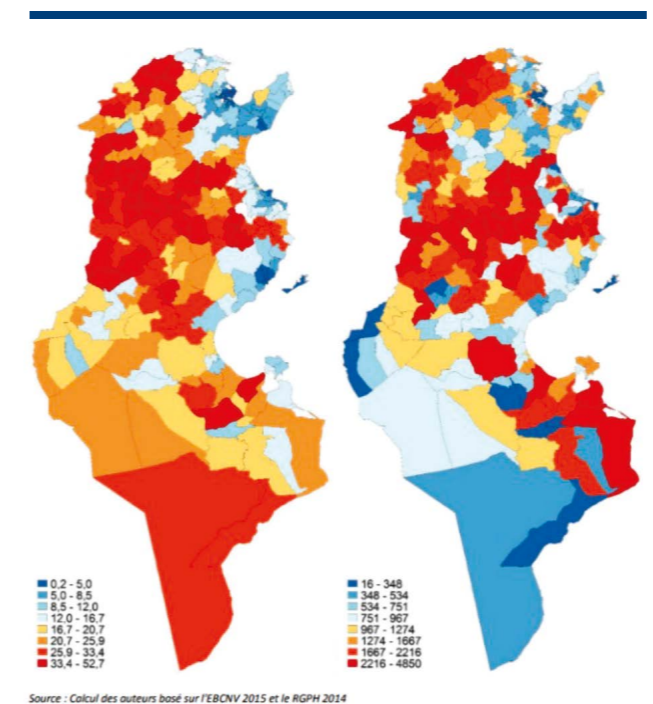 0,2 - 5,0
5,0 - 8,5
8,5 - 12,0
12,0 - 16,7
16,7 - 20,7
20,7 - 25,9
25,9 - 33,4
33,4 - 52,7
16 - 348
348 - 534
534 - 751
751 - 967
967 - 1274
1274 - 1667
1667 - 2216
2216 - 4850
Source : Calcul des auteurs basé sur l'EBCNV 2015 et le RGPH 2014